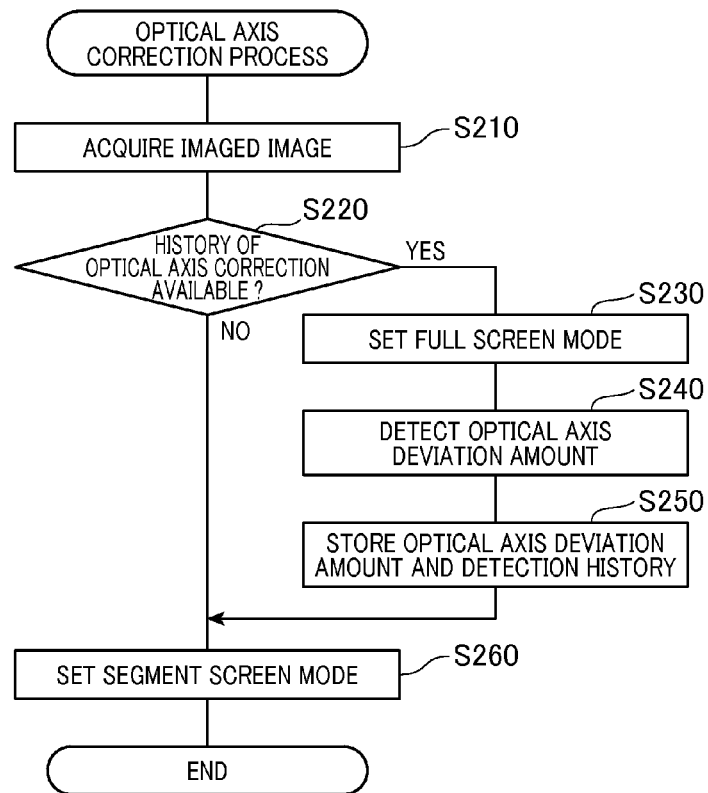 OPTICAL AXIS
CORRECTION PROCESS
ACQUIRE IMAGED IMAGE
S210
S220
HISTORY OF
OPTICAL AXIS CORRECTION
AVAILABLE ?
YES
NO
S230
SET FULL SCREEN MODE
S240
DETECT OPTICAL AXIS
DEVIATION AMOUNT
S250
STORE OPTICAL AXIS DEVIATION
AMOUNT AND DETECTION HISTORY
S260
SET SEGMENT SCREEN MODE
END